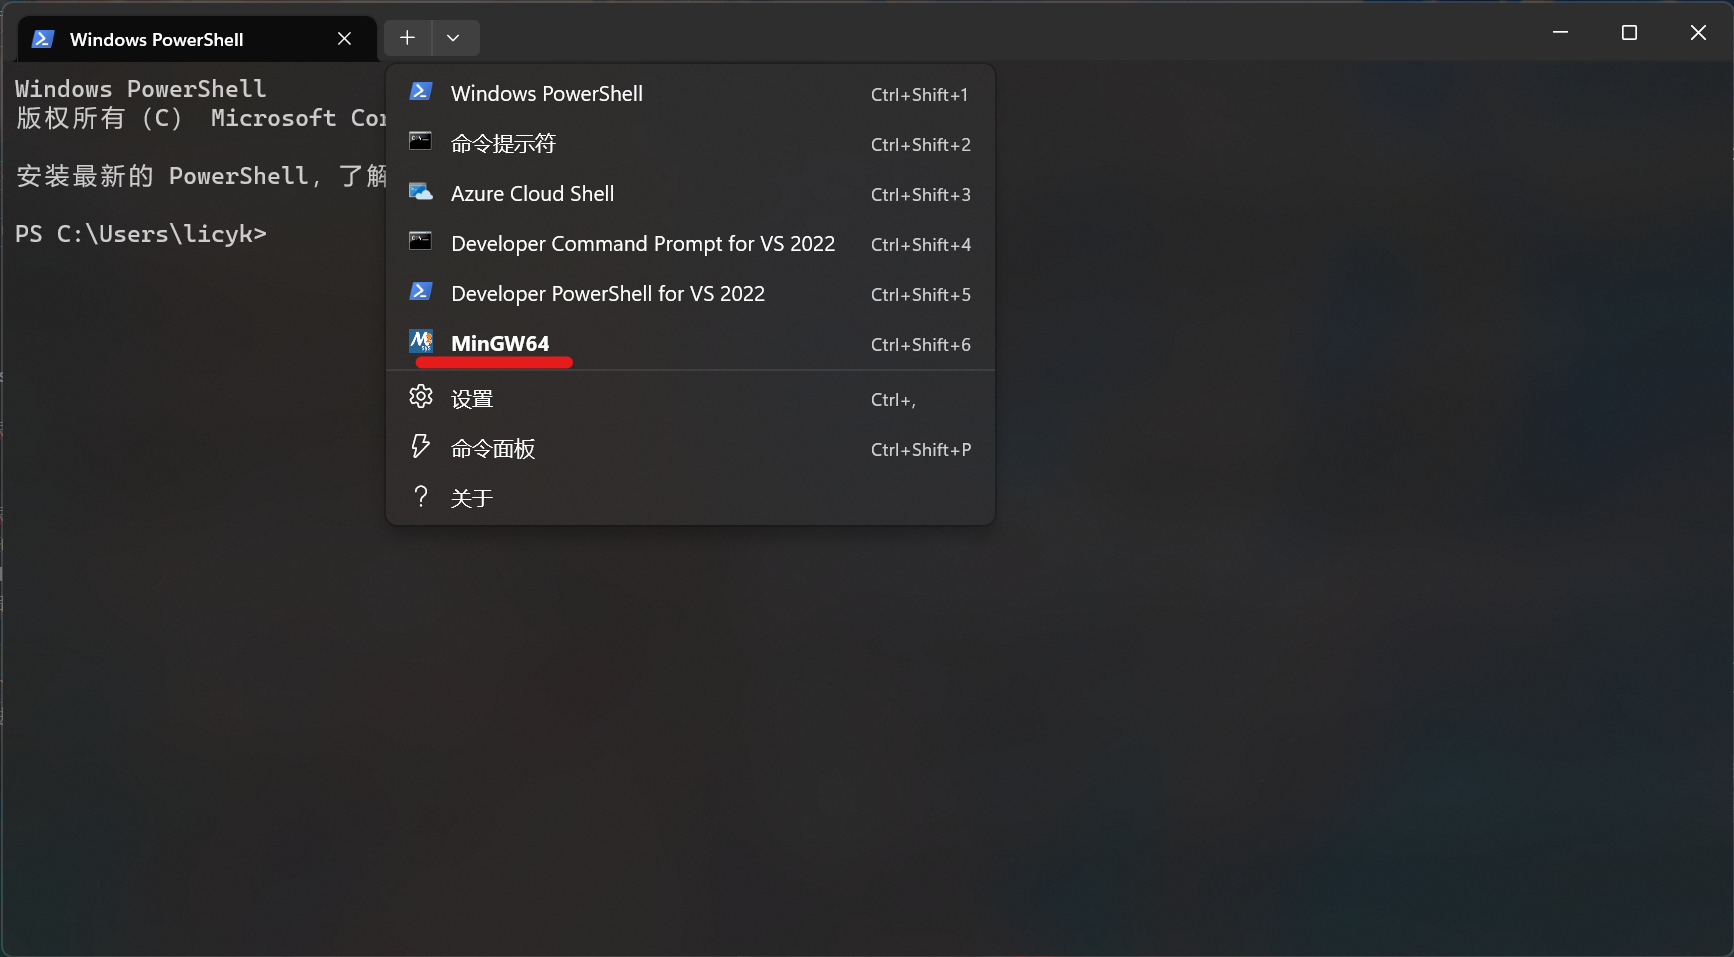 Windows PowerShell
Windows PowerShell
版权所有 (C) Microsoft Cor
安装最新的 PowerShell,了解
PS C:\Users\licyk>
Windows PowerShell Ctrl+Shift+1
命令提示符 Ctrl+Shift+2
Azure Cloud Shell Ctrl+Shift+3
Developer Command Prompt for VS 2022 Ctrl+Shift+4
Developer PowerShell for VS 2022 Ctrl+Shift+5
MinGW64 Ctrl+Shift+6
设置 Ctrl+,
命令面板 Ctrl+Shift+P
关于